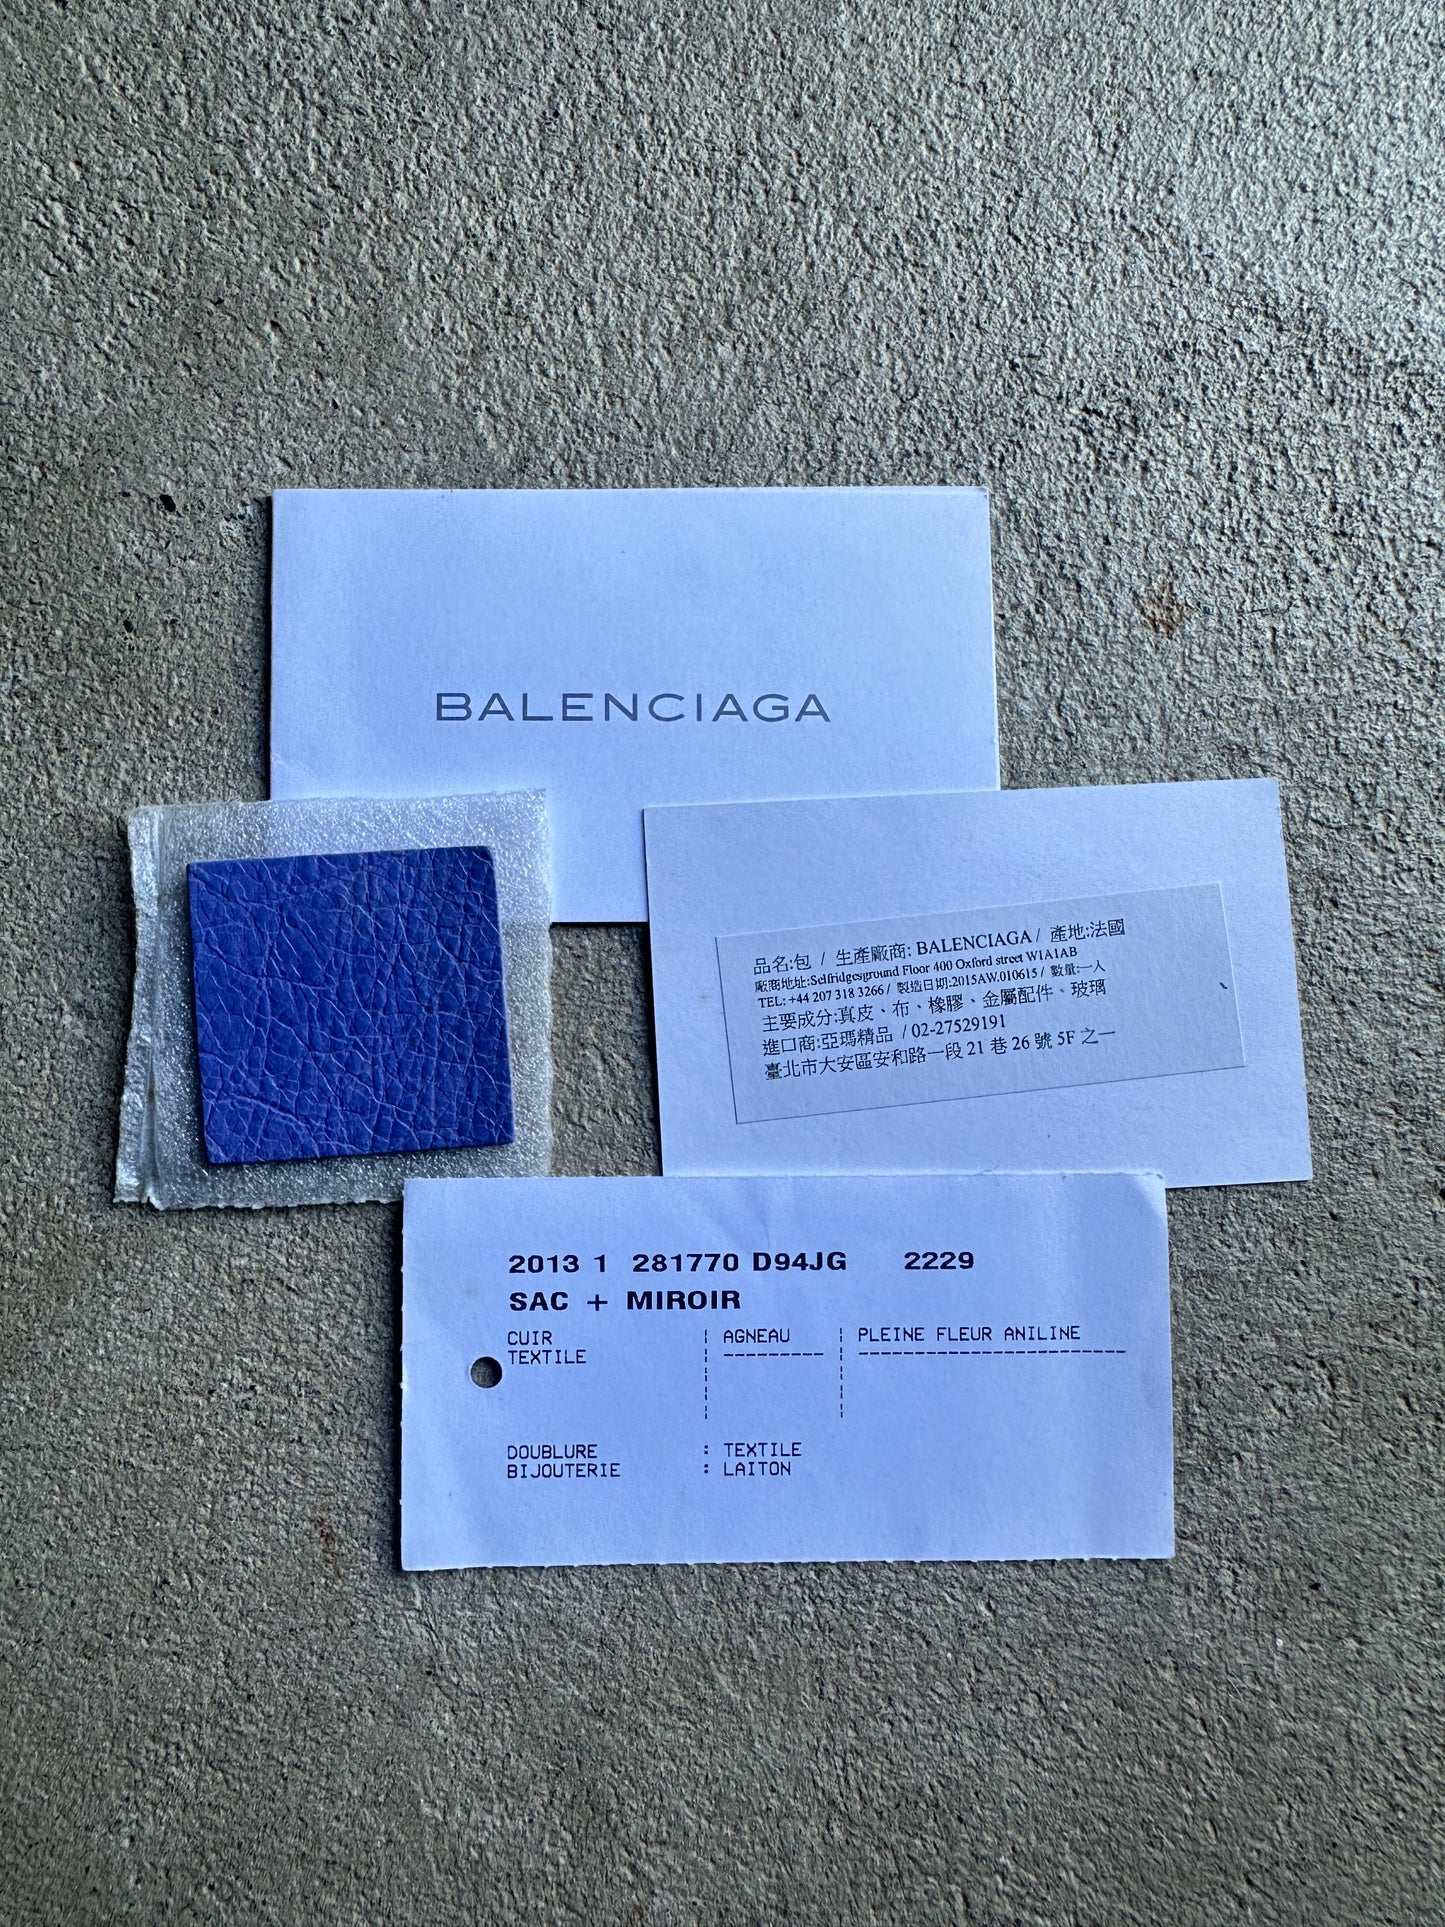 BALENCIAGA
品名:包 / 生產廠商: BALENCIAGA / 產地:法國
廠商地址:Selfridgesground Floor 400 Oxford street W1A1AB
TEL: +44 207 318 3266 / 製造日期:2015AW.010615 / 數量:一人
主要成分:真皮、布、橡膠、金屬配件、玻璃
進口商:亞瑪精品 / 02-27529191
臺北市大安區安和路一段 21 巷 26 號 5F 之一
2013 1 281770 D94JG 2229
SAC + MIROIR
CUIR | AGNEAU | PLEINE FLEUR ANILINE
TEXTILE
DOUBLURE : TEXTILE
BIJOUTERIE : LAITON